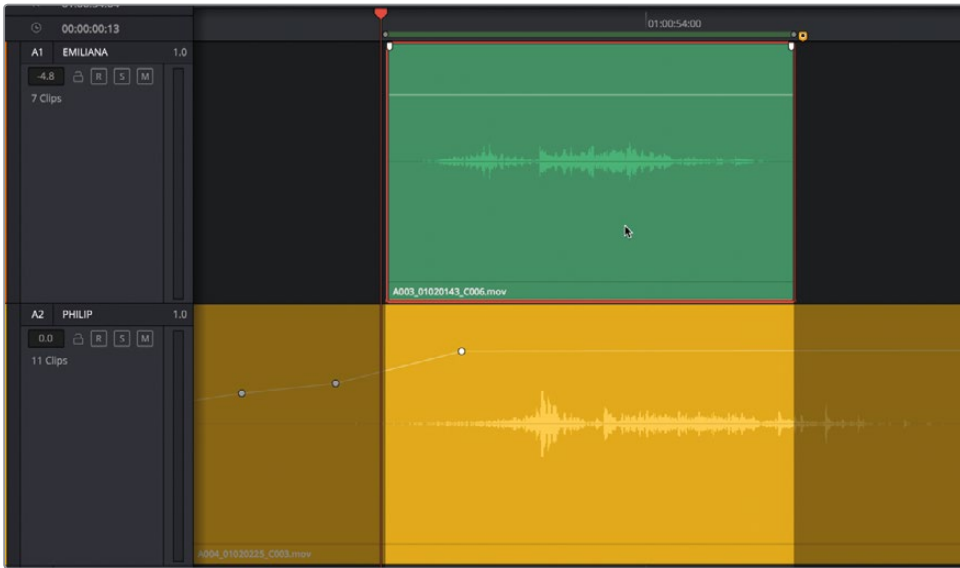 00:00:00:13
01:00:54:00
A1 EMILIANA 1.0
-4.8 R S M
7 Clips
A003_01020143_C006.mov
A2 PHILIP 1.0
0.0 R S M
11 Clips
A004_01020225_C003.mov